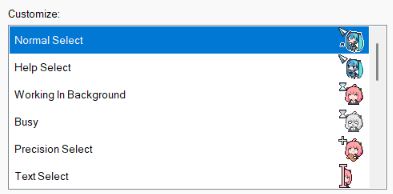 Customize:
Normal Select
Help Select
Working In Background
Busy
Precision Select
Text Select